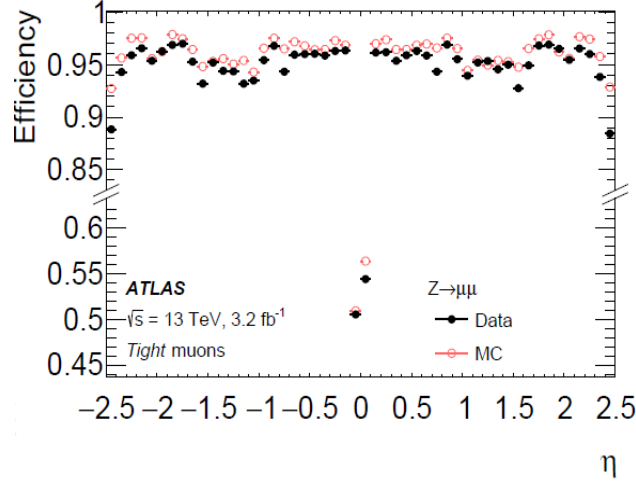 Efficiency
1
0.95
0.9
0.85
0.6
0.55
0.5
0.45
ATLAS
√s = 13 TeV, 3.2 fb⁻¹
Tight muons
Z→μμ
Data
MC
−2.5 −2 −1.5 −1 −0.5 0 0.5 1 1.5 2 2.5
η